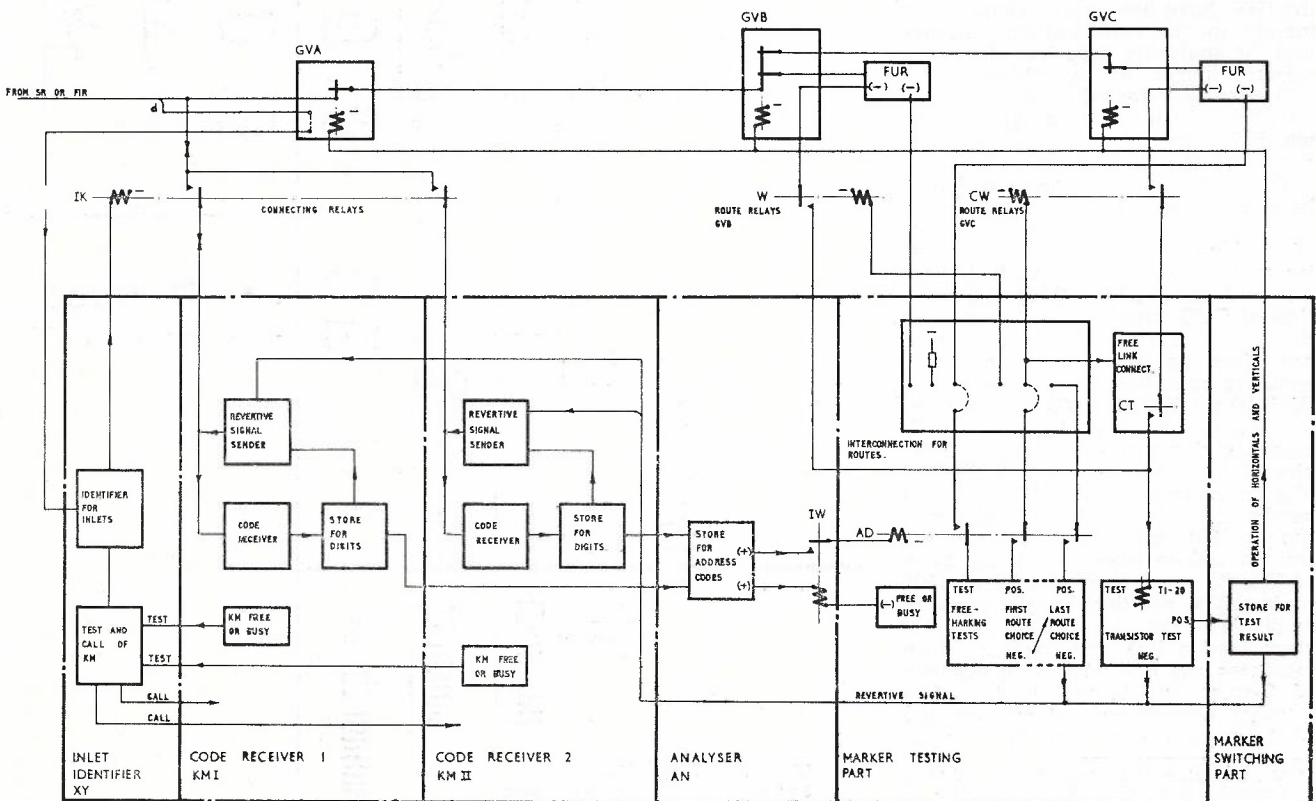 GVA
GVB
GVC
FROM SR OR FIR
d
FUR
(−) (−)
FUR
(−) (−)
IK
CONNECTING RELAYS
W
ROUTE RELAYS
GVB
CW
ROUTE RELAYS
GVC
REVERTIVE
SIGNAL
SENDER
REVERTIVE
SIGNAL
SENDER
FREE
LINK
CONNECT.
CT
INTERCONNECTION FOR
ROUTES.
OPERATION OF HORIZONTALS AND VERTICALS
IDENTIFIER
FOR
INLETS
CODE
RECEIVER
STORE
FOR
DIGITS
CODE
RECEIVER
STORE
FOR
DIGITS.
STORE
FOR
ADDRESS
CODES
(+)
(+)
IW
AD
(−)
FREE OR
BUSY
TEST
FREE-
MARKING
TESTS
POS.
FIRST
ROUTE
CHOICE
NEG.
POS.
LAST
ROUTE
CHOICE
NEG.
TEST
T1-20
POS.
TRANSISTOR TEST
NEG.
STORE FOR
TEST
RESULT
TEST AND
CALL OF
KM
TEST
KM FREE
OR BUSY
TEST
KM FREE
OR BUSY
CALL
CALL
REVERTIVE SIGNAL
INLET
IDENTIFIER
XY
CODE RECEIVER 1
KM I
CODE RECEIVER 2
KM II
ANALYSER
AN
MARKER TESTING
PART
MARKER
SWITCHING
PART